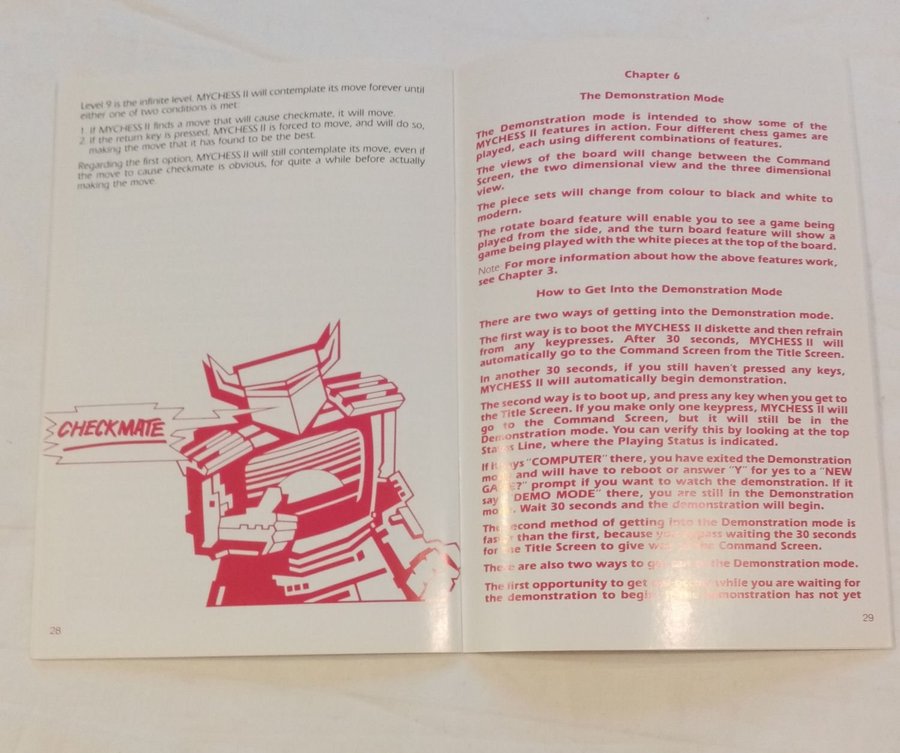 Level 9 is the infinite level. MYCHESS II will contemplate its move forever until
either one of two conditions is met:
1. If MYCHESS II finds a move that will cause checkmate, it will move.
2. If the return key is pressed, MYCHESS II is forced to move, and will do so,
making the move that it has found to be the best.
Regarding the first option, MYCHESS II will still contemplate its move, even if
the move to cause checkmate is obvious, for quite a while before actually
making the move.
CHECKMATE
28
Chapter 6
The Demonstration Mode
The Demonstration mode is intended to show some of the
MYCHESS II features in action. Four different chess games are
played, each using different combinations of features.
The views of the board will change between the Command
Screen, the two dimensional view and the three dimensional
view.
The piece sets will change from colour to black and white to
modern.
The rotate board feature will enable you to see a game being
played from the side, and the turn board feature will show a
game being played with the white pieces at the top of the board.
Note: For more information about how the above features work,
see Chapter 3.
How to Get Into the Demonstration Mode
There are two ways of getting into the Demonstration mode.
The first way is to boot the MYCHESS II diskette and then refrain
from any keypresses. After 30 seconds, MYCHESS II will
automatically go to the Command Screen from the Title Screen.
In another 30 seconds, if you still haven't pressed any keys,
MYCHESS II will automatically begin demonstration.
The second way is to boot up, and press any key when you get to
the Title Screen. If you make only one keypress, MYCHESS II will
go to the Command Screen, but it will still be in the
Demonstration mode. You can verify this by looking at the top
Status Line, where the Playing Status is indicated.
If it says "COMPUTER" there, you have exited the Demonstration
mode and will have to reboot or answer "Y" for yes to a "NEW
GAME?" prompt if you want to watch the demonstration. If it
says "DEMO MODE" there, you are still in the Demonstration
mode. Wait 30 seconds and the demonstration will begin.
The second method of getting into the Demonstration mode is
faster than the first, because you bypass waiting the 30 seconds
for the Title Screen to give way to the Command Screen.
There are also two ways to get out of the Demonstration mode.
The first opportunity to get while you are waiting for
the demonstration to begin. demonstration has not yet
29